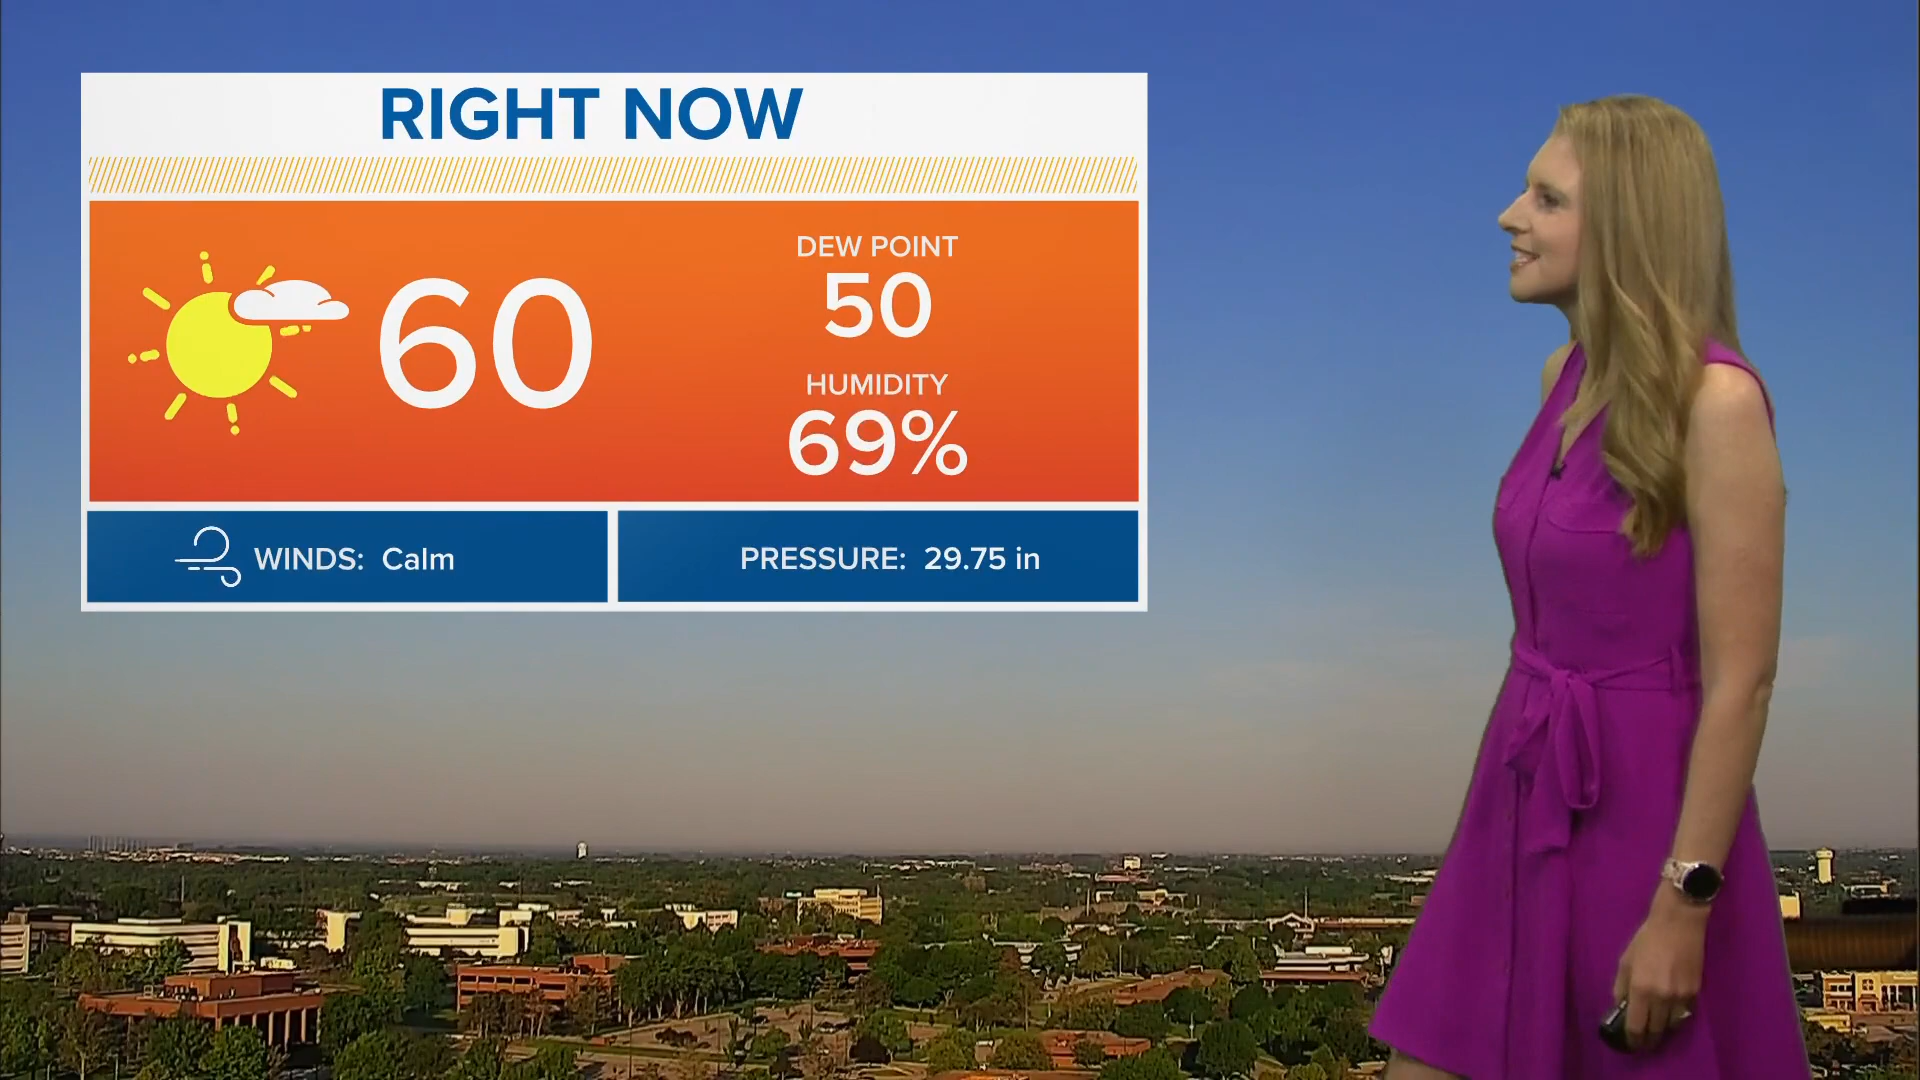 RIGHT NOW
60
DEW POINT
50
HUMIDITY
69%
WINDS: Calm
PRESSURE: 29.75 in